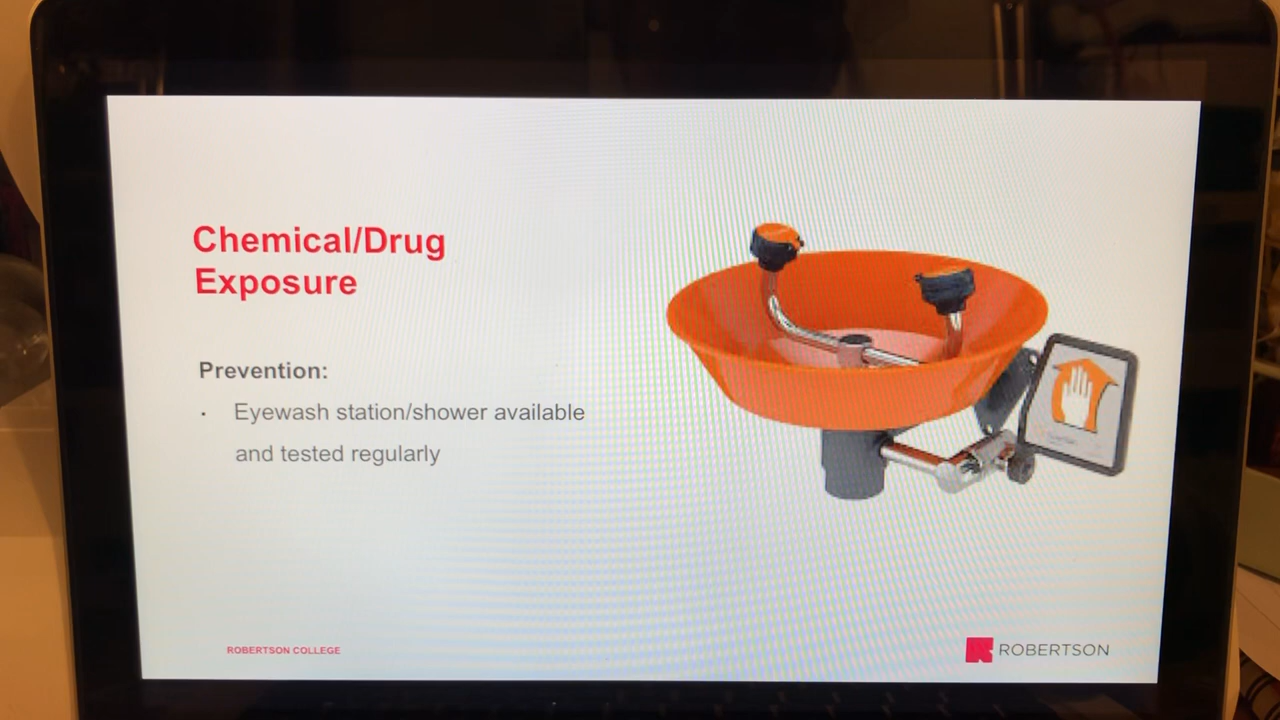 Chemical/Drug
Exposure
Prevention:
· Eyewash station/shower available
and tested regularly
ROBERTSON COLLEGE
ROBERTSON